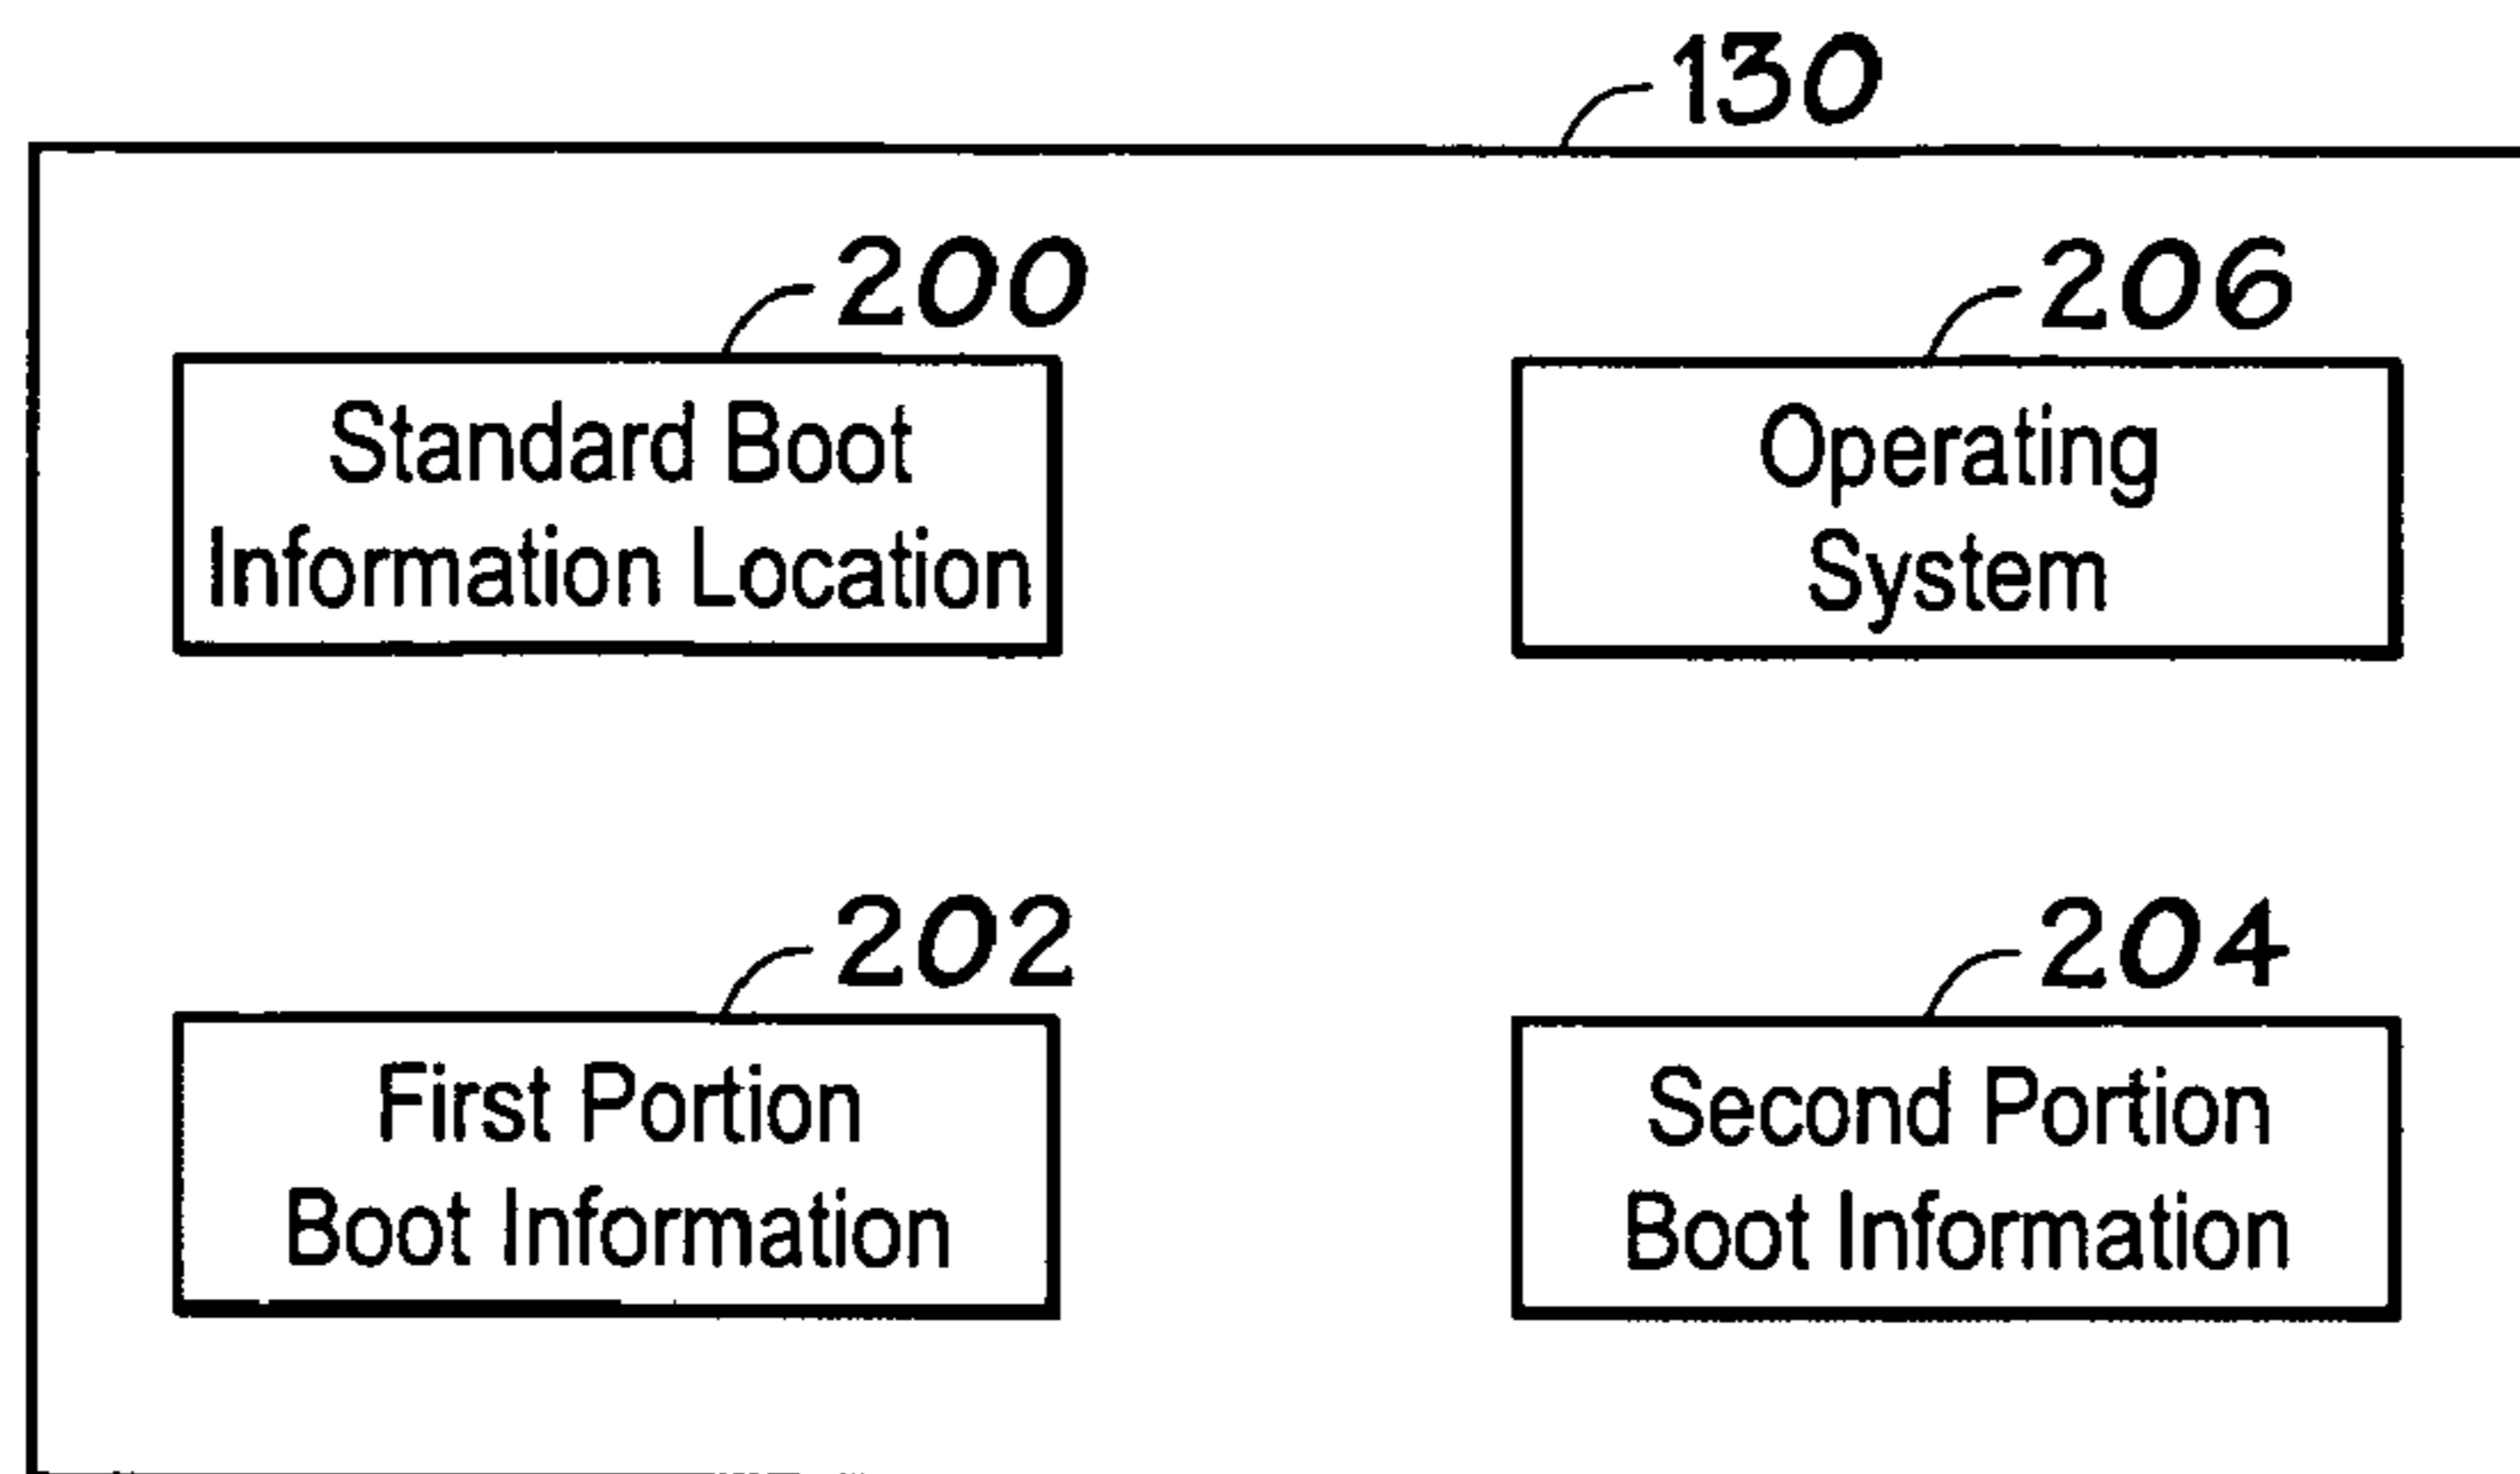 130
200
Standard Boot
Information Location
206
Operating
System
202
First Portion
Boot Information
204
Second Portion
Boot Information